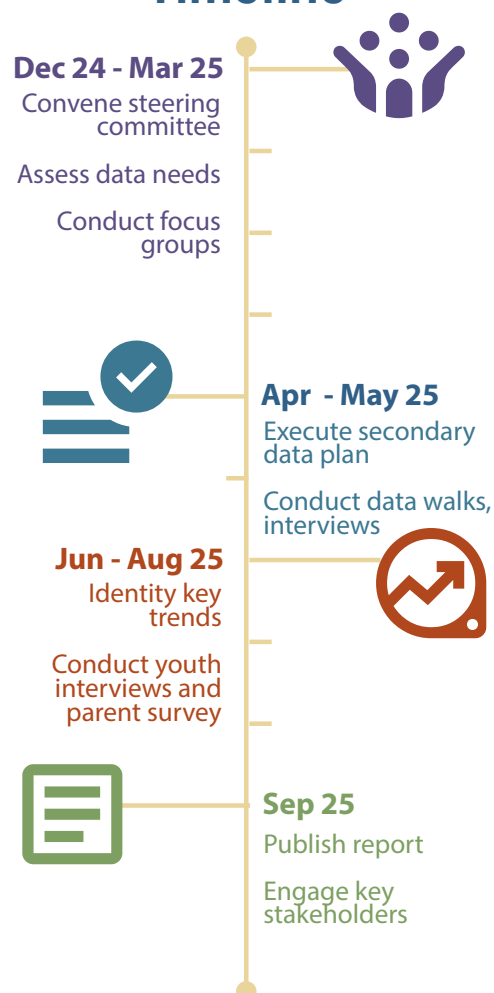 Timeline
Dec 24 - Mar 25
Convene steering
committee
Assess data needs
Conduct focus
groups
Apr - May 25
Execute secondary
data plan
Conduct data walks,
interviews
Jun - Aug 25
Identity key
trends
Conduct youth
interviews and
parent survey
Sep 25
Publish report
Engage key
stakeholders